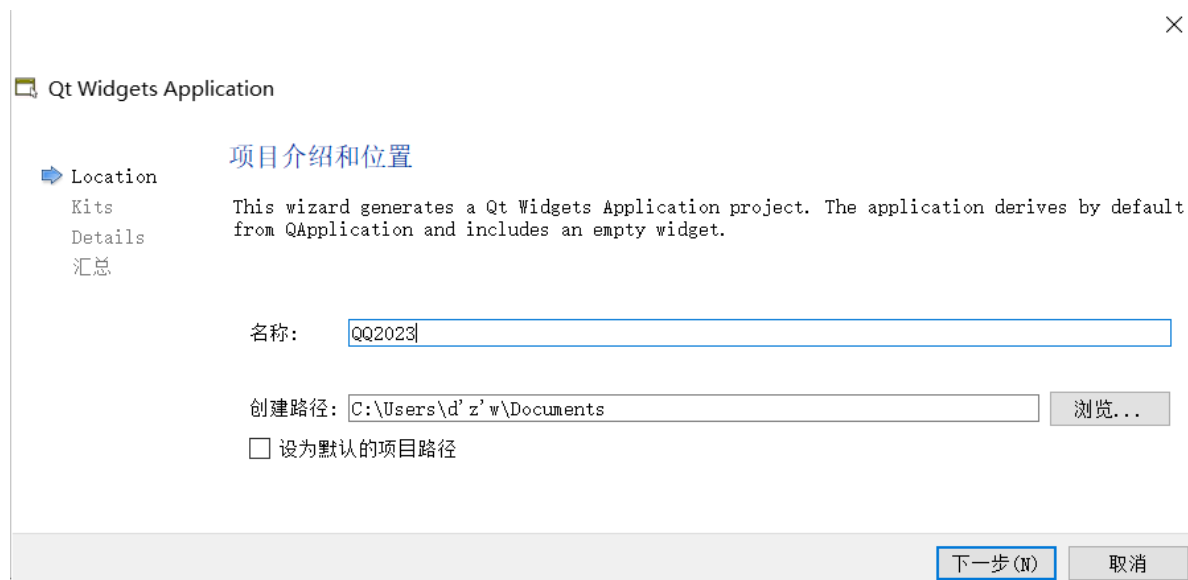 Qt Widgets Application
Location
Kits
Details
汇总
项目介绍和位置
This wizard generates a Qt Widgets Application project. The application derives by default
from QApplication and includes an empty widget.
名称: QQ2023
创建路径: C:\Users\d'z'w\Documents 浏览...
设为默认的项目路径
下一步(N) 取消